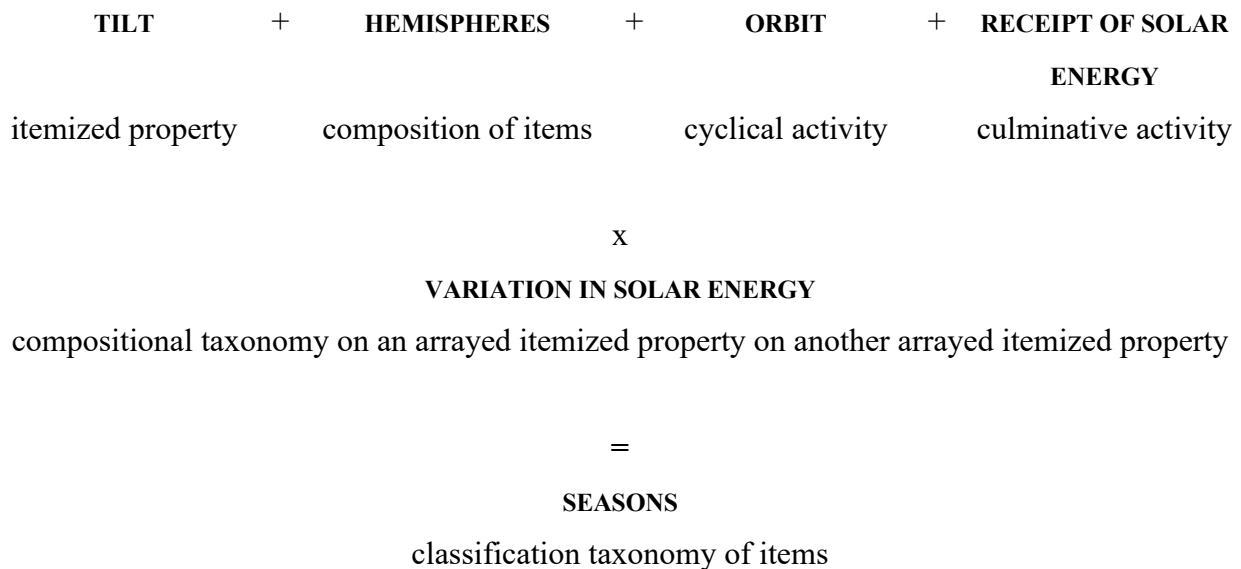 TILT + HEMISPHERES + ORBIT + RECEIPT OF SOLAR
ENERGY
itemized property composition of items cyclical activity culminative activity
x
VARIATION IN SOLAR ENERGY
compositional taxonomy on an arrayed itemized property on another arrayed itemized property
=
SEASONS
classification taxonomy of items